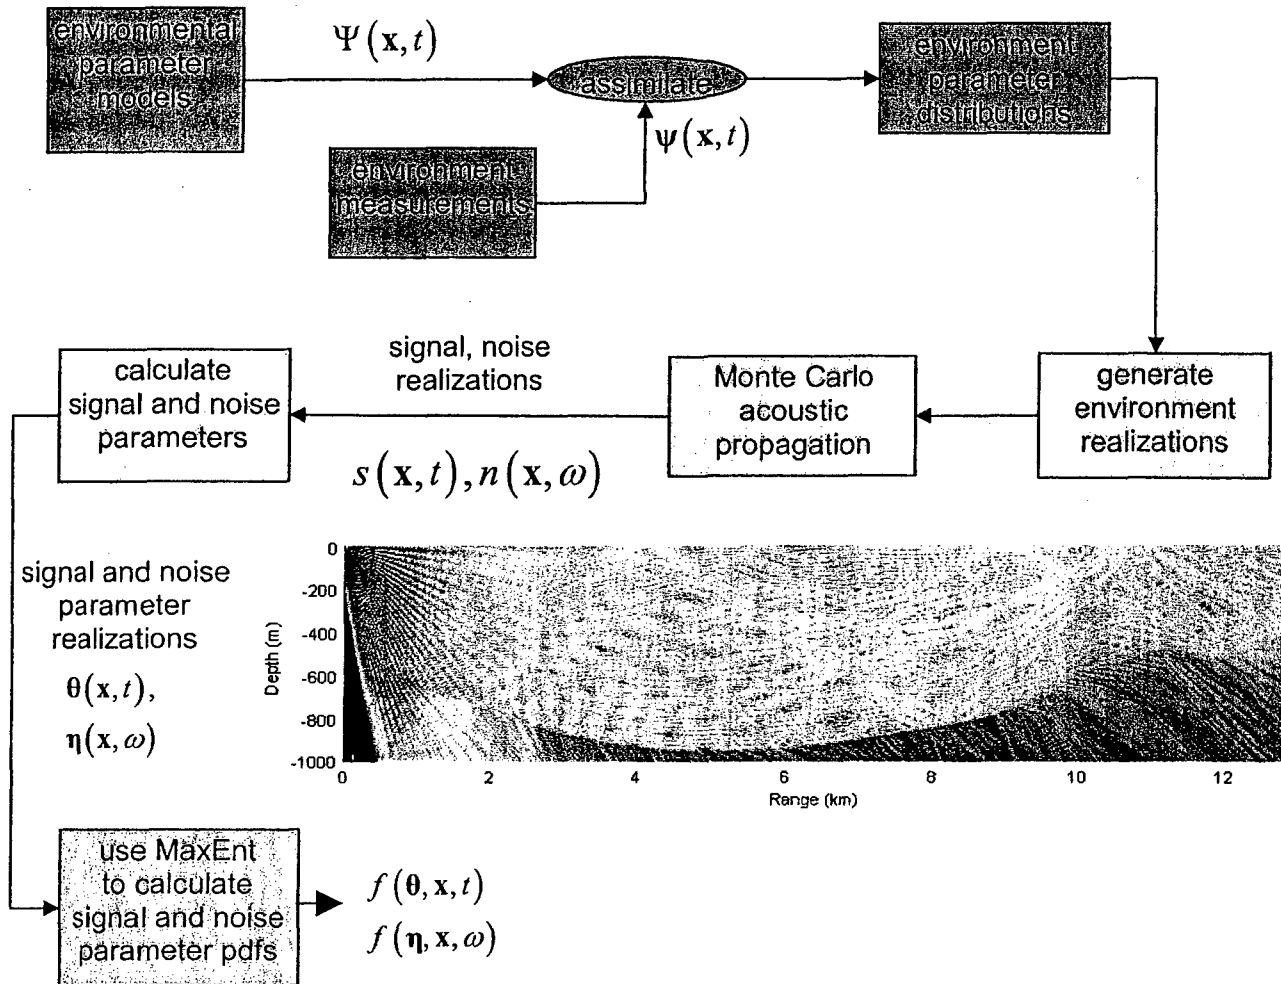 environmental
parameter
models
Ψ(x, t)
assimilate
environment
parameter
distributions
ψ(x, t)
environment
measurements
calculate
signal and noise
parameters
signal, noise
realizations
s(x, t), n(x, ω)
Monte Carlo
acoustic
propagation
generate
environment
realizations
signal and noise
parameter
realizations
θ(x, t),
η(x, ω)
Depth (m)
0
-200
-400
-600
-800
-1000
0 2 4 6 8 10 12
Range (km)
use MaxEnt
to calculate
signal and noise
parameter pdfs
f(θ, x, t)
f(η, x, ω)